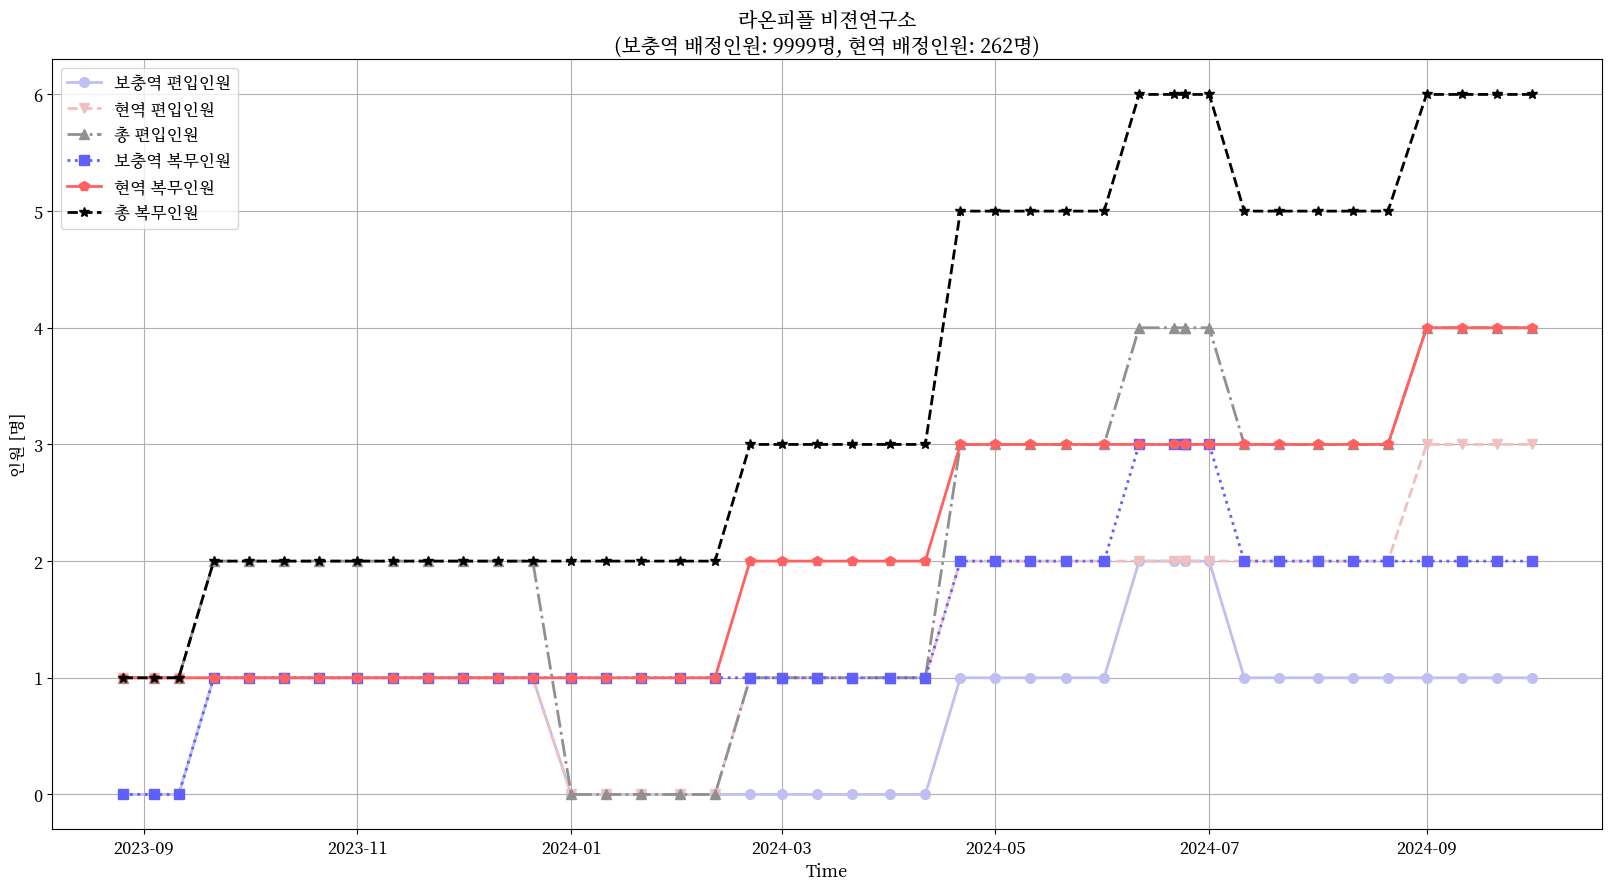 라온피플 비젼연구소
(보충역 배정인원: 9999명, 현역 배정인원: 262명)
보충역 편입인원
현역 편입인원
총 편입인원
보충역 복무인원
현역 복무인원
총 복무인원
6
5
4
3
2
1
0
인원 [명]
2023-09
2023-11
2024-01
2024-03
2024-05
2024-07
2024-09
Time